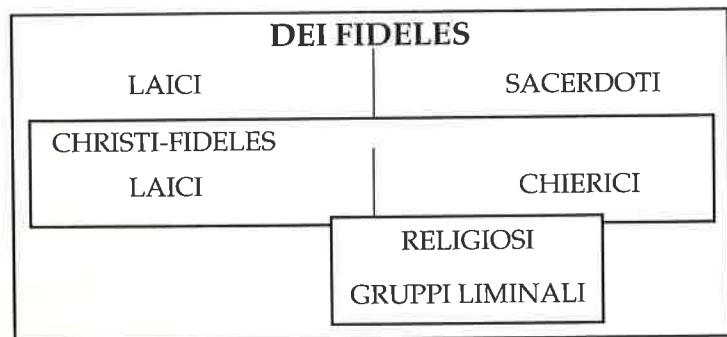 DEI FIDELES
LAICI SACERDOTI
CHRISTI-FIDELES
LAICI CHIERICI
RELIGIOSI
GRUPPI LIMINALI